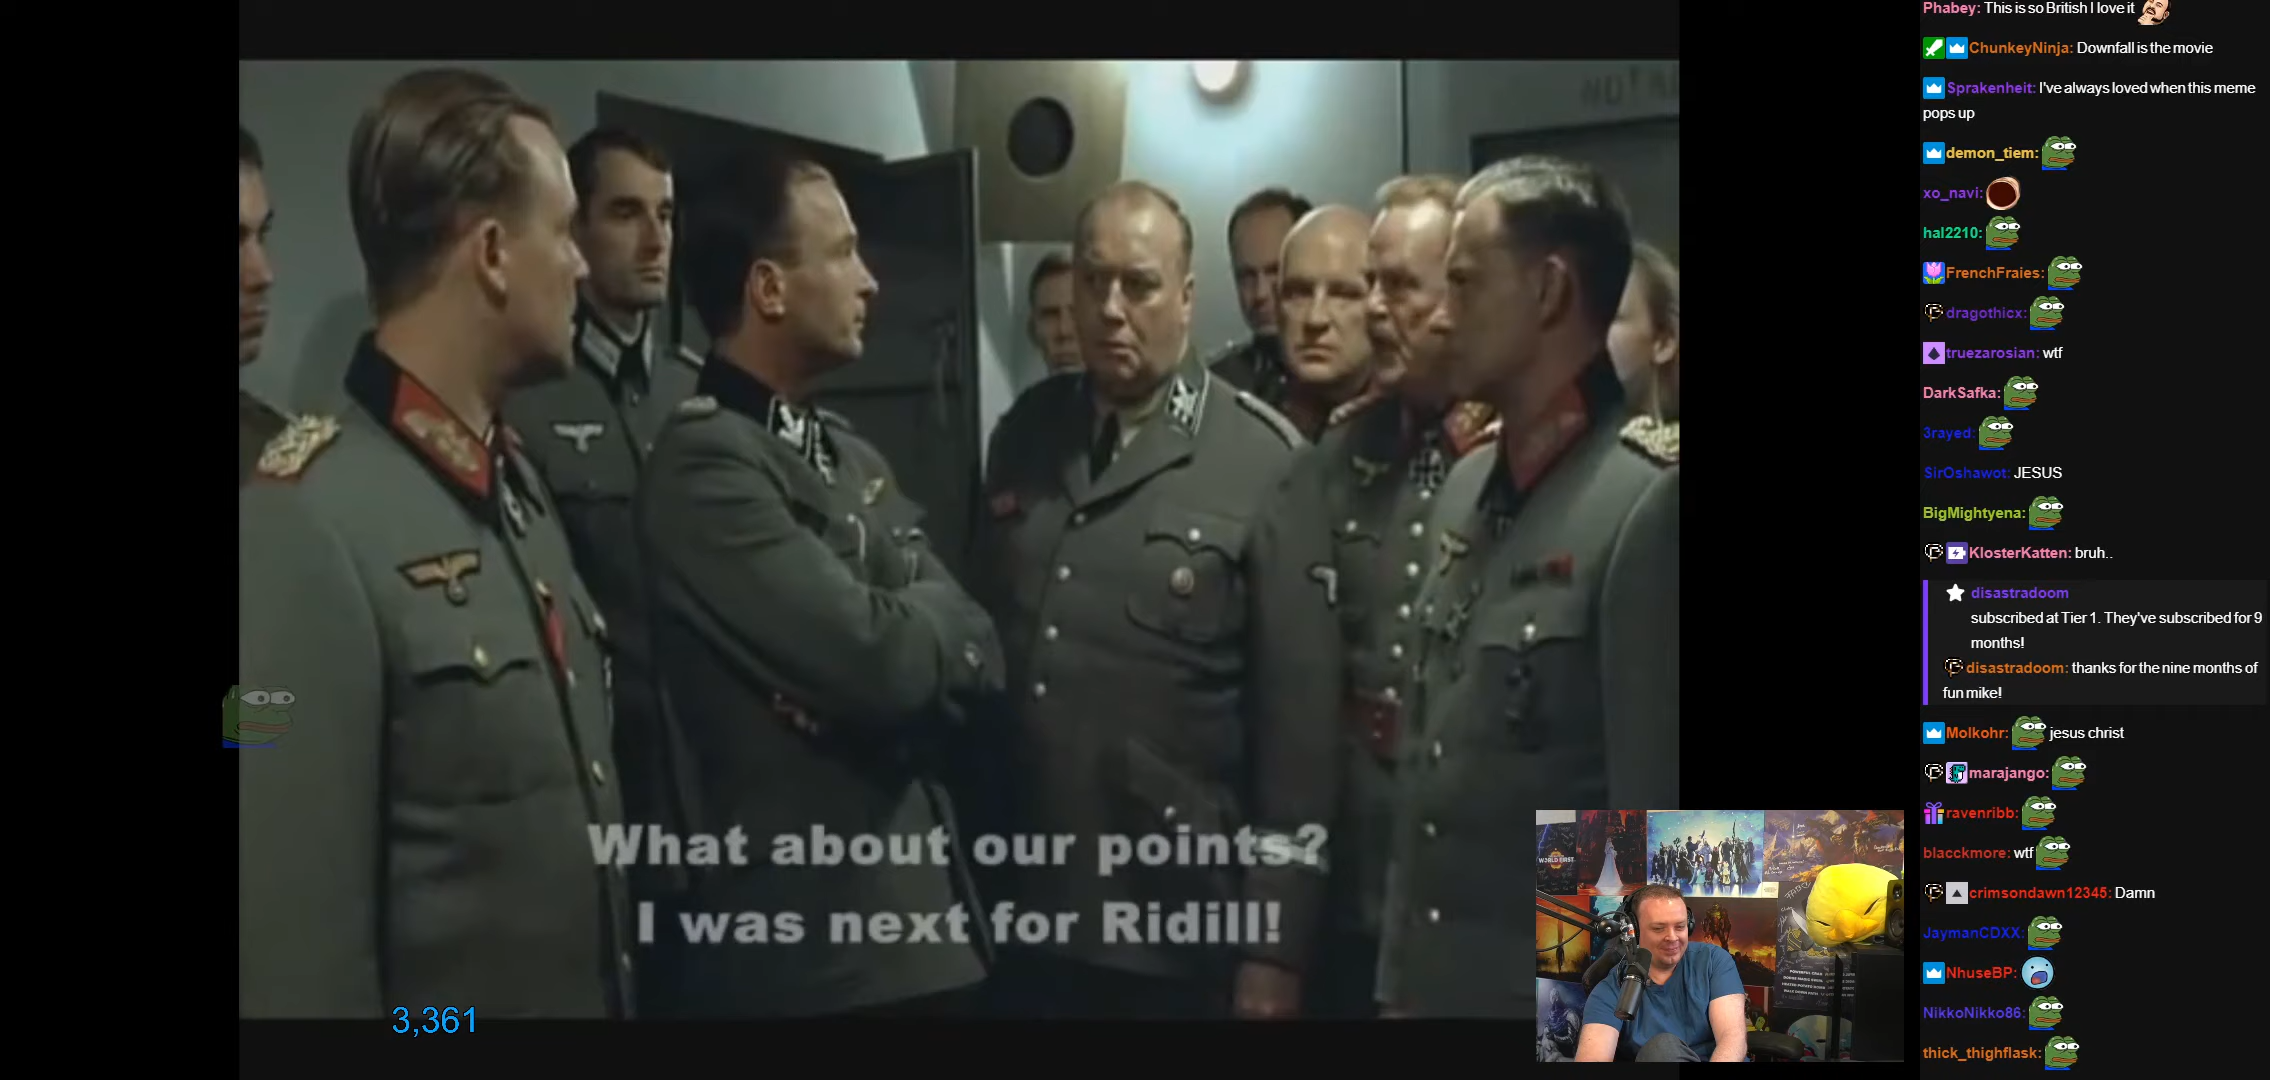 Phabey: This is so British I love it
ChunkeyNinja: Downfall is the movie
Sprakenheit: I've always loved when this meme
pops up
demon_tiem:
xo_navi:
hal2210:
FrenchFraies:
dragothicx:
truezarosian: wtf
DarkSafka:
3rayed:
SirOshawot: JESUS
BigMightyena:
KlosterKatten: bruh..
disastradoom
subscribed at Tier 1. They've subscribed for 9
months!
disastradoom: thanks for the nine months of
fun mike!
Molkohr: jesus christ
marajango:
ravenribb:
blacckmore: wtf
crimsondawn12345: Damn
JaymanCDXX:
NhuseBP:
NikkoNikko86:
thick_thighflask:
What about our points?
I was next for Ridill!
3,361
WORLD FIRST